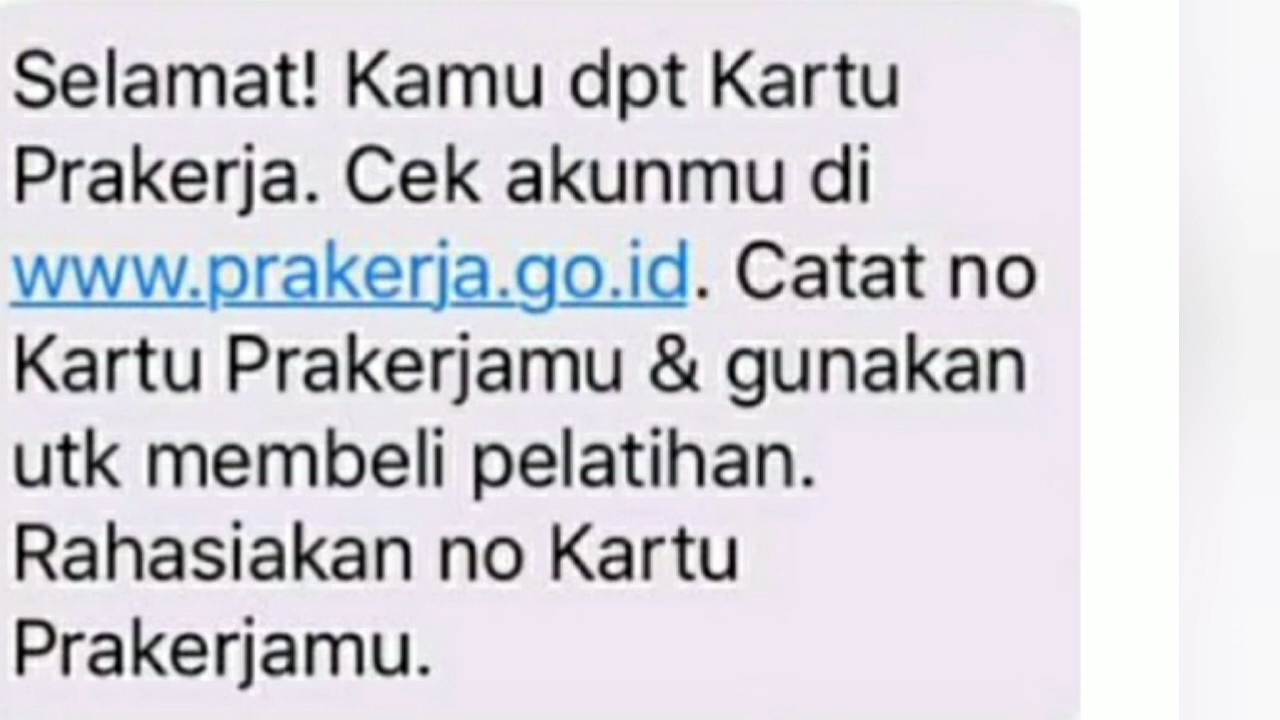 Selamat! Kamu dpt Kartu
Prakerja. Cek akunmu di
www.prakerja.go.id. Catat no
Kartu Prakerjamu & gunakan
utk membeli pelatihan.
Rahasiakan no Kartu
Prakerjamu.